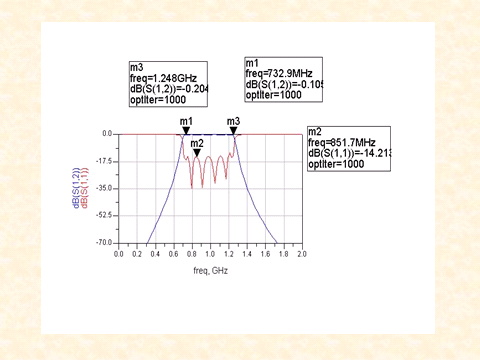 m3
freq=1.248GHz
dB(S(1,2))=-0.204
optIter=1000
m1
freq=732.9MHz
dB(S(1,2))=-0.105
optIter=1000
m2
freq=851.7MHz
dB(S(1,1))=-14.213
optIter=1000
m1 m3
m2
0.0
-17.5
-35.0
-52.5
-70.0
dB(S(1,2))
dB(S(1,1))
0.0 0.2 0.4 0.6 0.8 1.0 1.2 1.4 1.6 1.8 2.0
freq, GHz